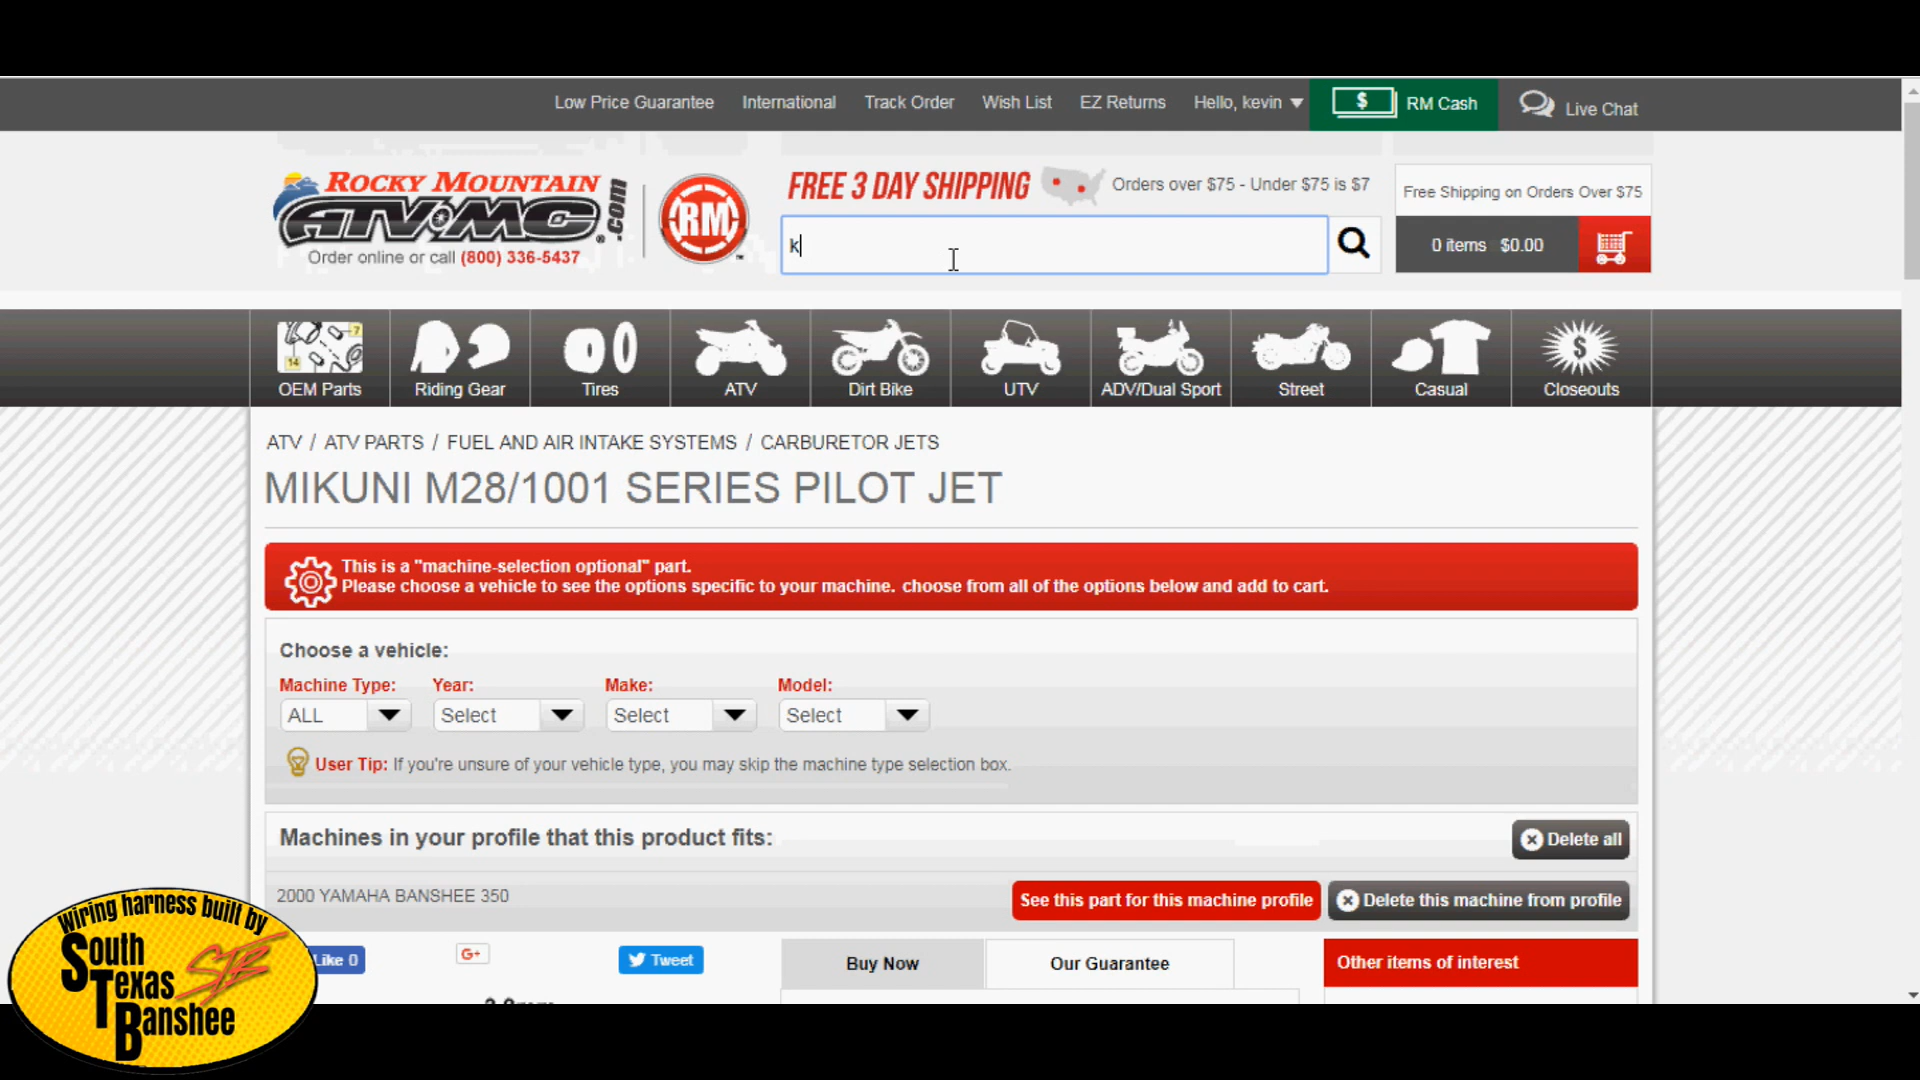 Low Price Guarantee International Track Order Wish List EZ Returns Hello, kevin $ RM Cash Live Chat
ROCKY MOUNTAIN
ATV•MC.com
Order online or call (800) 336-5437
RM
FREE 3 DAY SHIPPING Orders over $75 - Under $75 is $7
Free Shipping on Orders Over $75
k
0 items $0.00
7
14
$
OEM Parts Riding Gear Tires ATV Dirt Bike UTV ADV/Dual Sport Street Casual Closeouts
ATV / ATV PARTS / FUEL AND AIR INTAKE SYSTEMS / CARBURETOR JETS
MIKUNI M28/1001 SERIES PILOT JET
This is a "machine-selection optional" part.
Please choose a vehicle to see the options specific to your machine. choose from all of the options below and add to cart.
Choose a vehicle:
Machine Type: Year: Make: Model:
ALL Select Select Select
User Tip: If you're unsure of your vehicle type, you may skip the machine type selection box.
Machines in your profile that this product fits:
Delete all
2000 YAMAHA BANSHEE 350
See this part for this machine profile
Delete this machine from profile
Like 0
G+
Tweet
Buy Now
Our Guarantee
Other items of interest
Wiring harness built by
South
Texas
Banshee
STR